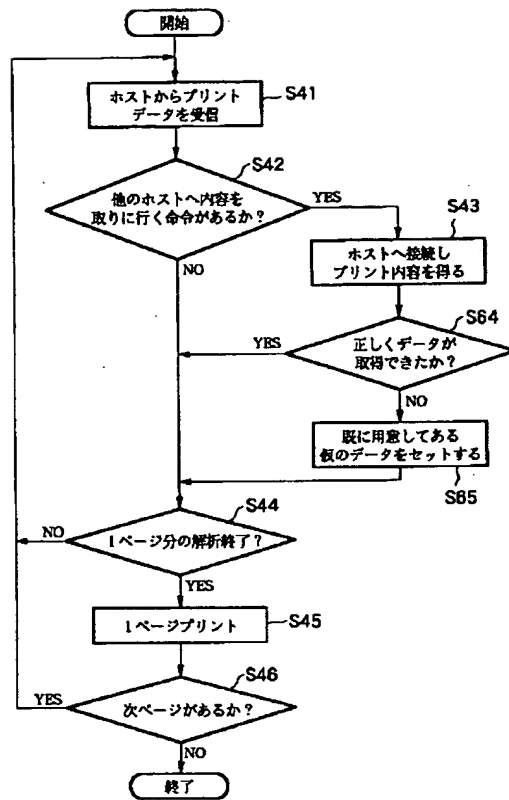 開始
ホストからプリント
データを受信
S41
S42
他のホストへ内容を
取りに行く命令があるか?
YES
NO
S43
ホストへ接続し
プリント内容を得る
S64
正しくデータが
取得できたか?
YES
NO
既に用意してある
仮のデータをセットする
S65
S44
1ページ分の解析終了?
NO
YES
1ページプリント
S45
S46
次ページがあるか?
YES
NO
終了